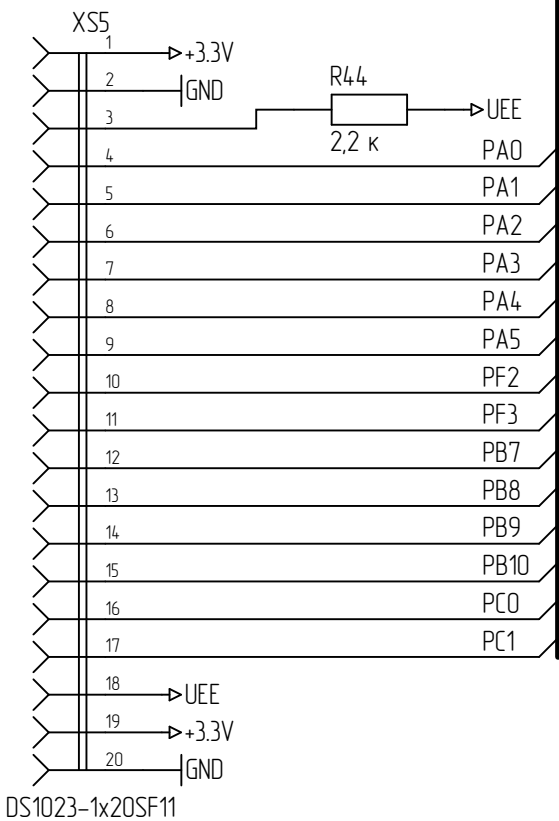 XS5
1 +3.3V
2 GND
R44
3 UEE
2,2 к
4 PA0
5 PA1
6 PA2
7 PA3
8 PA4
9 PA5
10 PF2
11 PF3
12 PB7
13 PB8
14 PB9
15 PB10
16 PC0
17 PC1
18 UEE
19 +3.3V
20 GND
DS1023-1x20SF11